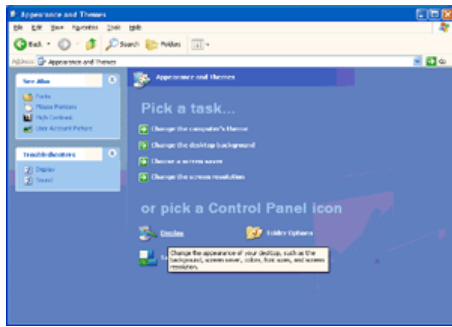 Appearance and Themes
File Edit View Favorites Tools Help
Back Search Folders
Address Appearance and Themes Go
See Also
Fonts
Mouse Pointers
High Contrast
User Account Picture
Troubleshooters
Display
Sound
Appearance and Themes
Pick a task...
Change the computer's theme
Change the desktop background
Choose a screen saver
Change the screen resolution
or pick a Control Panel icon
Display Folder Options
Change the appearance of your desktop, such as the
background, screen saver, colors, font sizes, and screen
resolution.